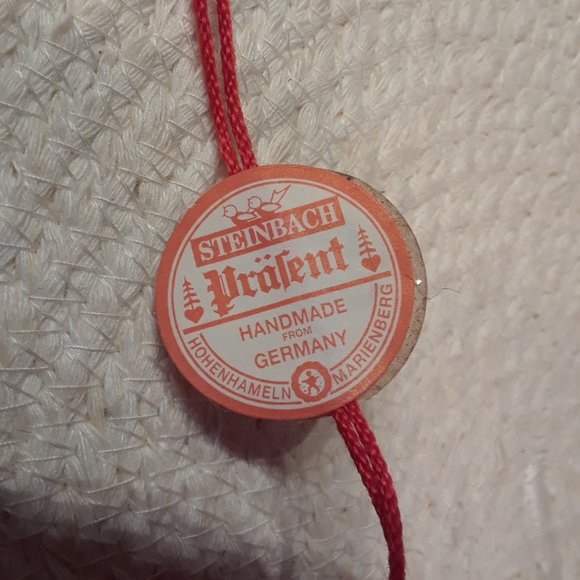 STEINBACH
Präsent
HANDMADE
FROM
GERMANY
HOHENHAMELN MARIENBERG